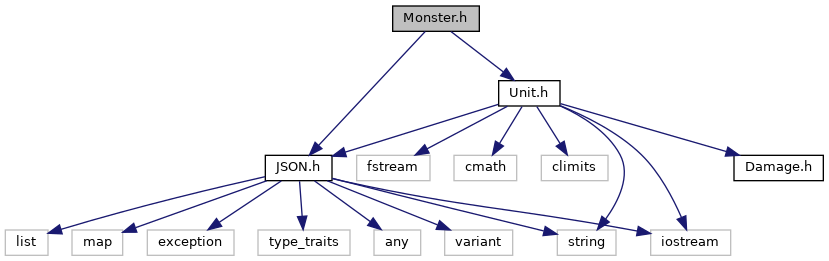 Monster.h
Unit.h
JSON.h
fstream
cmath
climits
Damage.h
list
map
exception
type_traits
any
variant
string
iostream